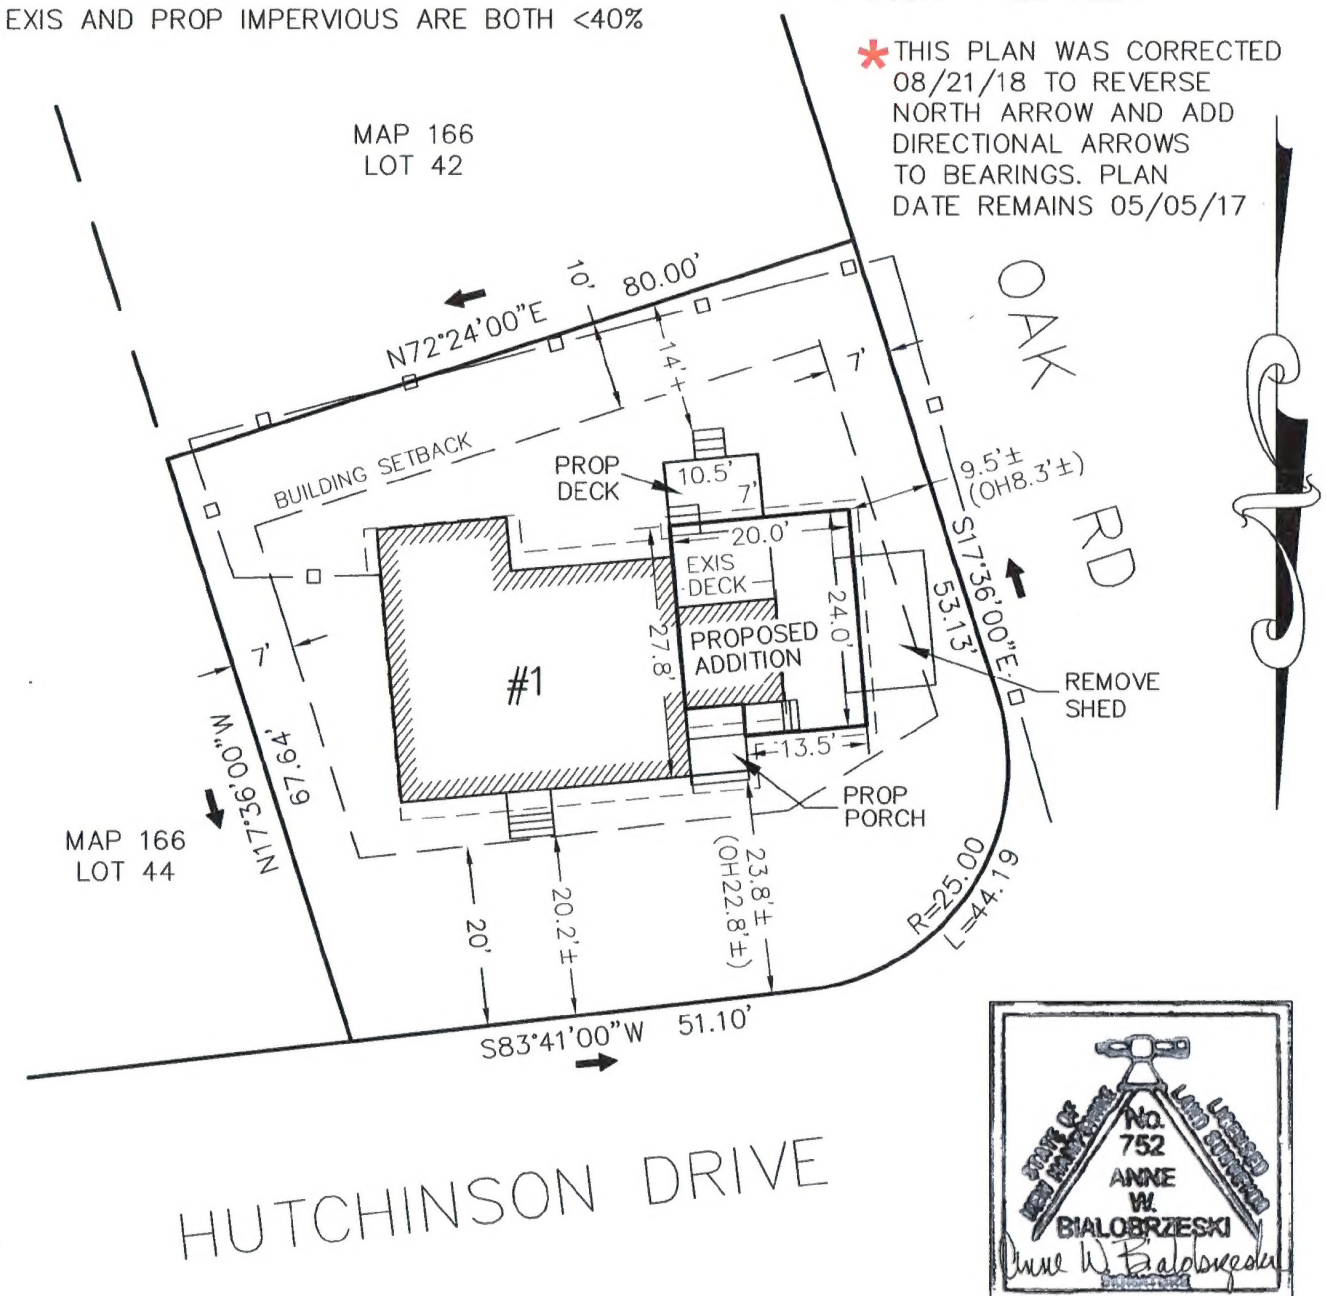 EXIS AND PROP IMPERVIOUS ARE BOTH <40%
* THIS PLAN WAS CORRECTED
08/21/18 TO REVERSE
NORTH ARROW AND ADD
DIRECTIONAL ARROWS
TO BEARINGS. PLAN
DATE REMAINS 05/05/17
MAP 166
LOT 42
10'
80.00'
N72°24'00"E
14'±
7'
OAK RD
BUILDING SETBACK
PROP
DECK
10.5'
7'
9.5'±
(OH8.3'±)
20.0'
EXIS
DECK
S17°36'00"E
53.13'
24.0'
27.8'
PROPOSED
ADDITION
#1
7'
REMOVE
SHED
13.5'
N17°36'00"W
67.64'
PROP
PORCH
MAP 166
LOT 44
20'
20.2'±
23.8'±
(OH22.8'±)
R=25.00
L=44.19
S83°41'00"W 51.10'
HUTCHINSON DRIVE
STATE OF
NEW HAMPSHIRE
LICENSED
LAND SURVEYOR
No.
752
ANNE
W.
BIALOBRZESKI
Anne W. Bialobrzeski